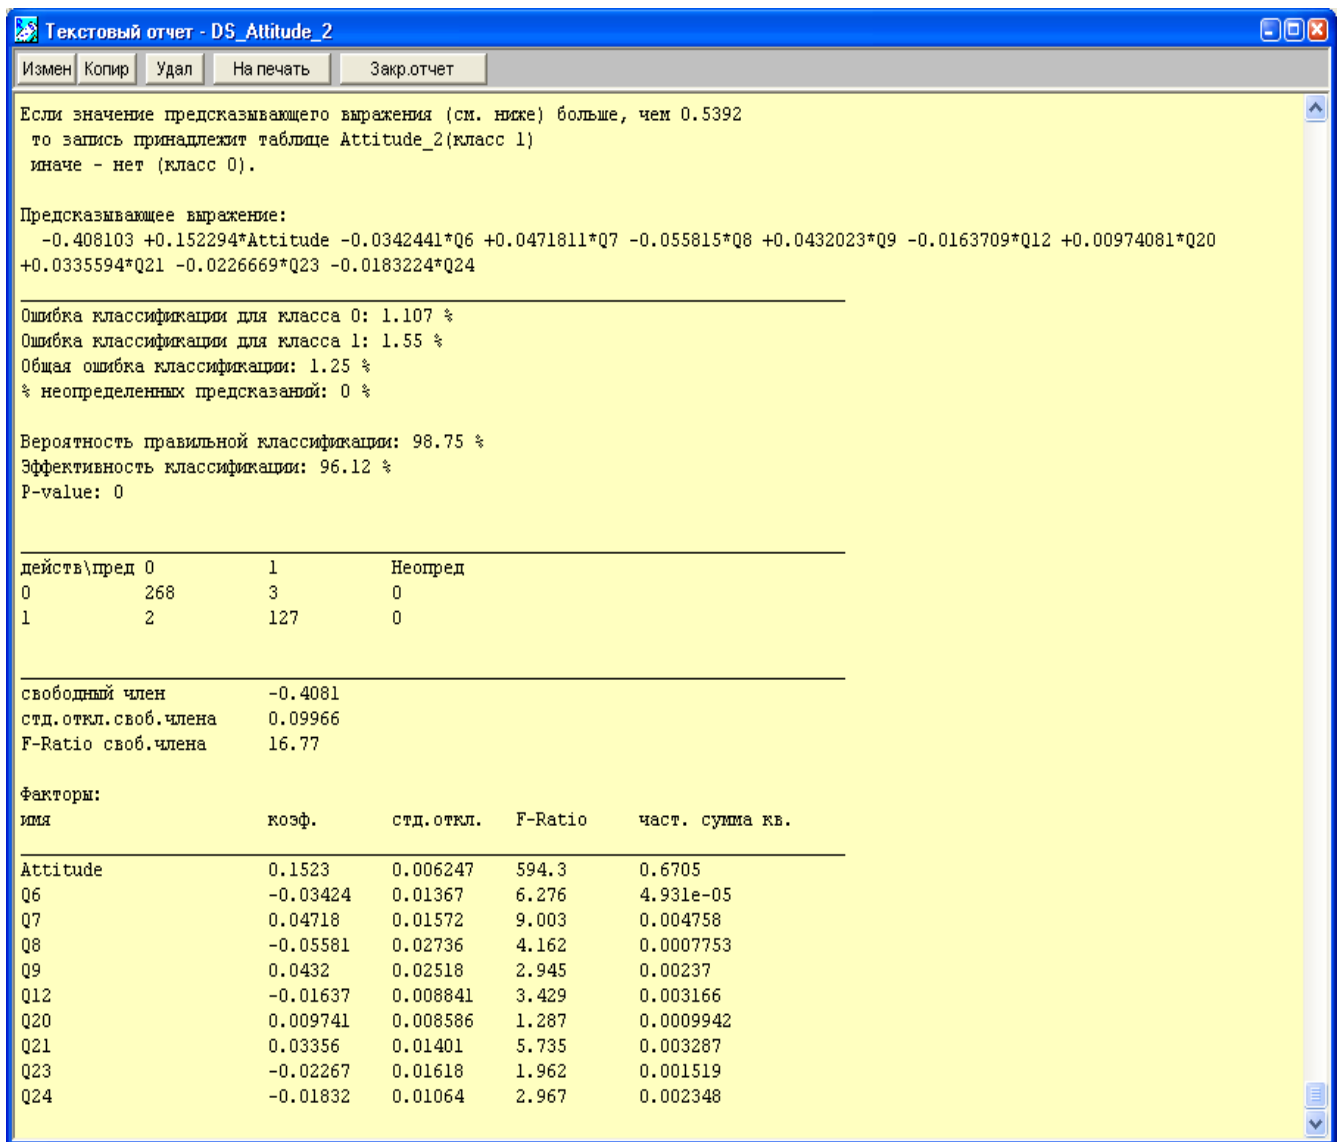 Текстовый отчет - DS_Attitude_2
Измен Копир Удал На печать Закр.отчет
Если значение предсказывающего выражения (см. ниже) больше, чем 0.5392
то запись принадлежит таблице Attitude_2(класс 1)
иначе - нет (класс 0).
Предсказывающее выражение:
-0.408103 +0.152294*Attitude -0.0342441*Q6 +0.0471811*Q7 -0.055815*Q8 +0.0432023*Q9 -0.0163709*Q12 +0.00974081*Q20
+0.0335594*Q21 -0.0226669*Q23 -0.0183224*Q24
Ошибка классификации для класса 0: 1.107 %
Ошибка классификации для класса 1: 1.55 %
Общая ошибка классификации: 1.25 %
% неопределенных предсказаний: 0 %
Вероятность правильной классификации: 98.75 %
Эффективность классификации: 96.12 %
P-value: 0
действ\пред 0 1 Неопред
0 268 3 0
1 2 127 0
свободный член -0.4081
стд.откл.своб.члена 0.09966
F-Ratio своб.члена 16.77
Факторы:
имя коэф. стд.откл. F-Ratio част. сумма кв.
Attitude 0.1523 0.006247 594.3 0.6705
Q6 -0.03424 0.01367 6.276 4.931e-05
Q7 0.04718 0.01572 9.003 0.004758
Q8 -0.05581 0.02736 4.162 0.0007753
Q9 0.0432 0.02518 2.945 0.00237
Q12 -0.01637 0.008841 3.429 0.003166
Q20 0.009741 0.008586 1.287 0.0009942
Q21 0.03356 0.01401 5.735 0.003287
Q23 -0.02267 0.01618 1.962 0.001519
Q24 -0.01832 0.01064 2.967 0.002348